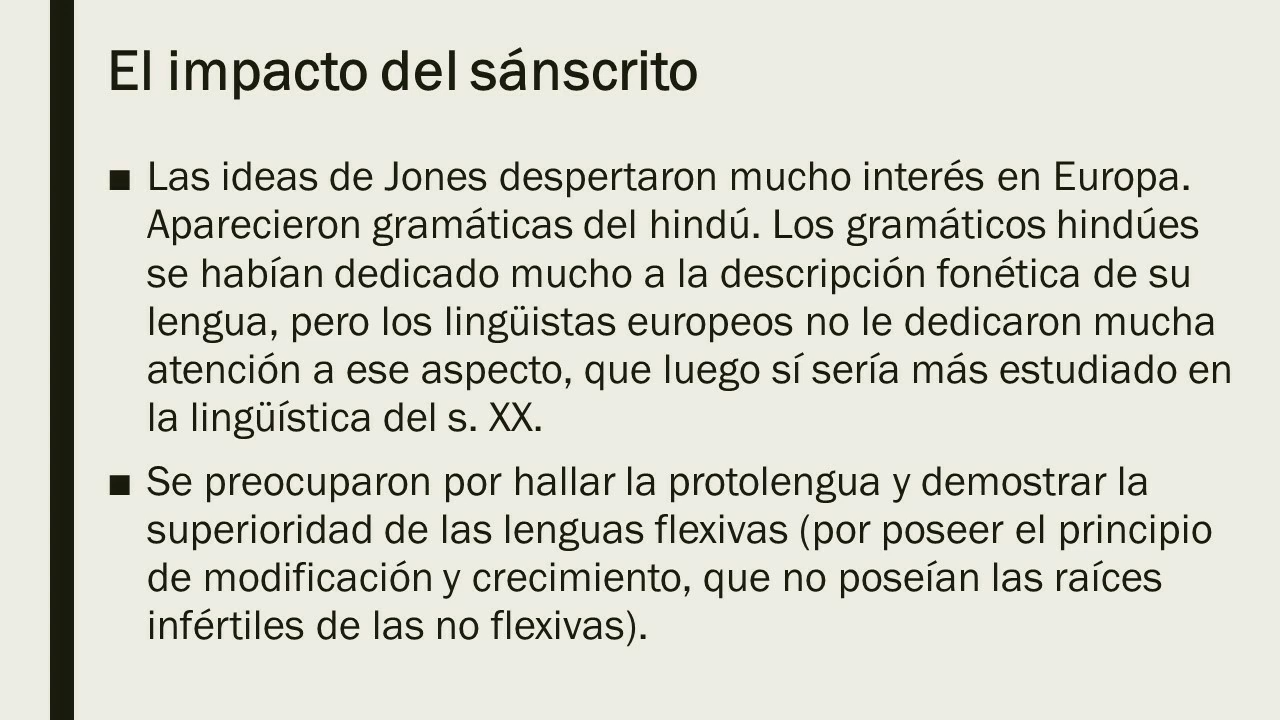 El impacto del sánscrito
■ Las ideas de Jones despertaron mucho interés en Europa.
Aparecieron gramáticas del hindú. Los gramáticos hindúes
se habían dedicado mucho a la descripción fonética de su
lengua, pero los lingüistas europeos no le dedicaron mucha
atención a ese aspecto, que luego sí sería más estudiado en
la lingüística del s. XX.
■ Se preocuparon por hallar la protolengua y demostrar la
superioridad de las lenguas flexivas (por poseer el principio
de modificación y crecimiento, que no poseían las raíces
infértiles de las no flexivas).